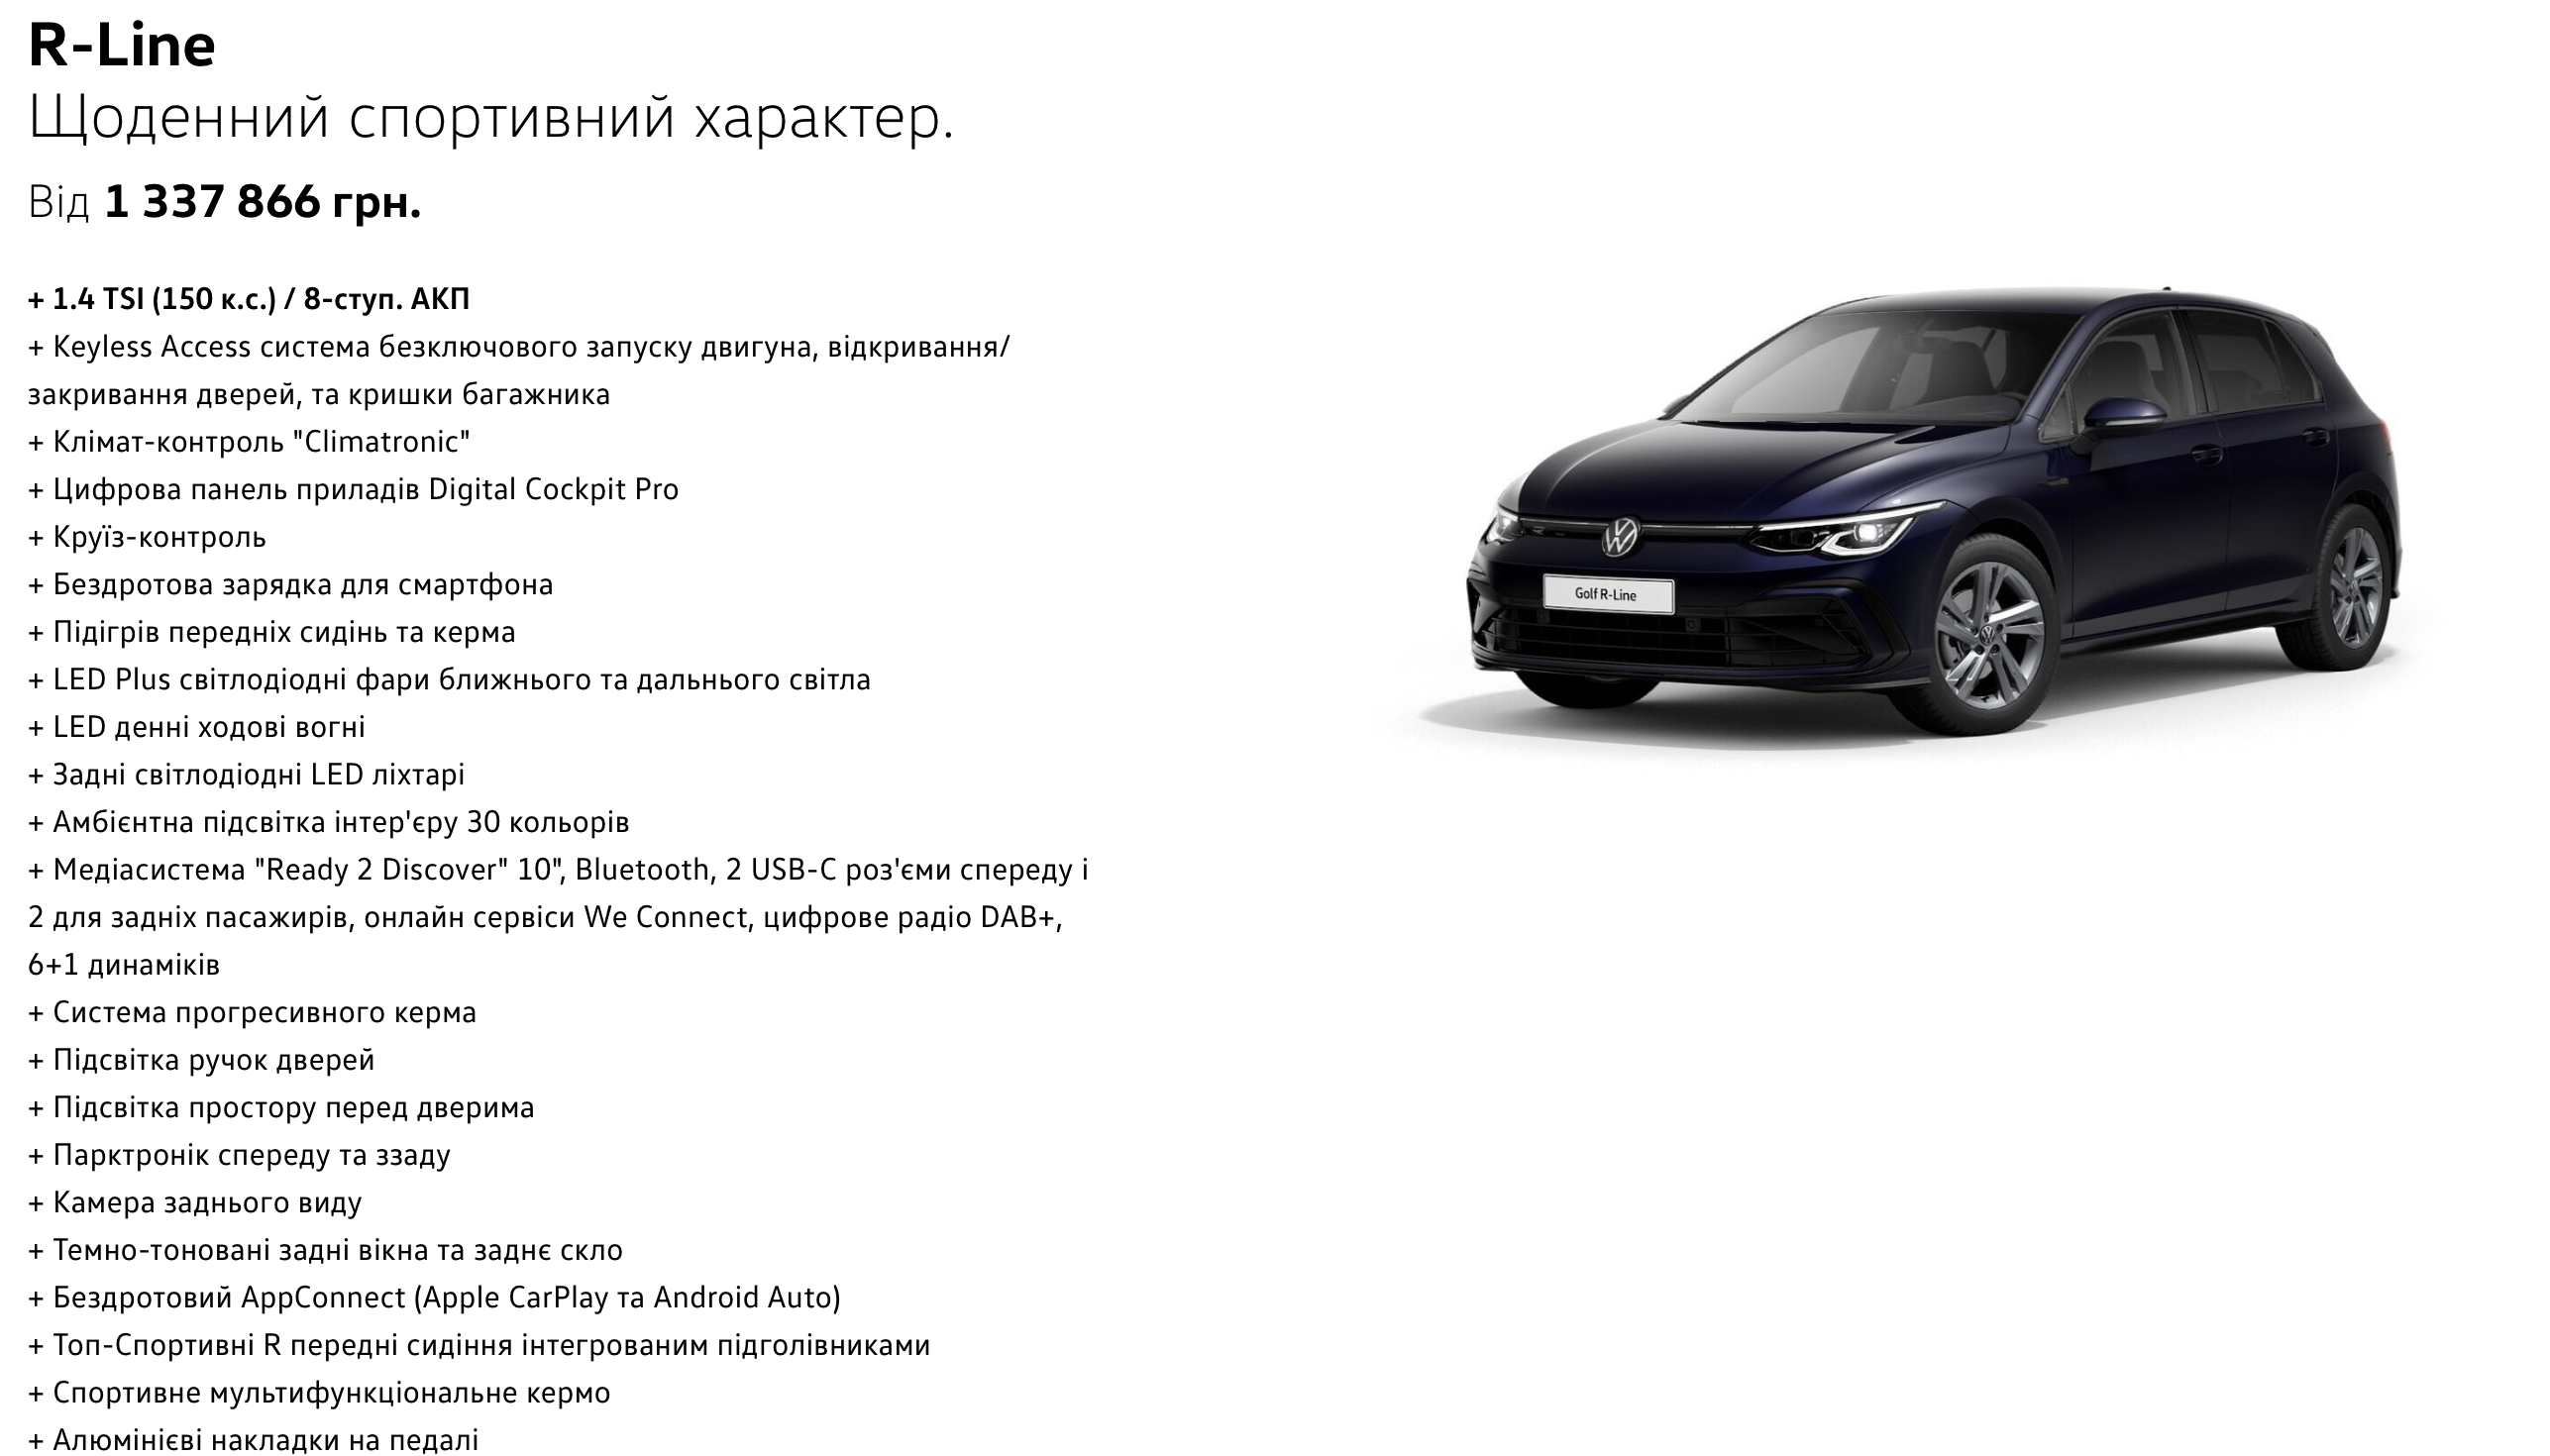 R-Line
Щоденний спортивний характер.
Від 1 337 866 грн.
+ 1.4 TSI (150 к.с.) / 8-ступ. АКП
+ Keyless Access система безключового запуску двигуна, відкривання/
закривання дверей, та кришки багажника
+ Клімат-контроль "Climatronic"
+ Цифрова панель приладів Digital Cockpit Pro
+ Круїз-контроль
+ Бездротова зарядка для смартфона
+ Підігрів передніх сидінь та керма
+ LED Plus світлодіодні фари ближнього та дальнього світла
+ LED денні ходові вогні
+ Задні світлодіодні LED ліхтарі
+ Амбієнтна підсвітка інтер'єру 30 кольорів
+ Медіасистема "Ready 2 Discover" 10", Bluetooth, 2 USB-C роз'єми спереду і
2 для задніх пасажирів, онлайн сервіси We Connect, цифрове радіо DAB+,
6+1 динаміків
+ Система прогресивного керма
+ Підсвітка ручок дверей
+ Підсвітка простору перед дверима
+ Парктронік спереду та ззаду
+ Камера заднього виду
+ Темно-тоновані задні вікна та заднє скло
+ Бездротовий AppConnect (Apple CarPlay та Android Auto)
+ Топ-Спортивні R передні сидіння інтегрованим підголівниками
+ Спортивне мультифункціональне кермо
+ Алюмінієві накладки на педалі
Golf R-Line